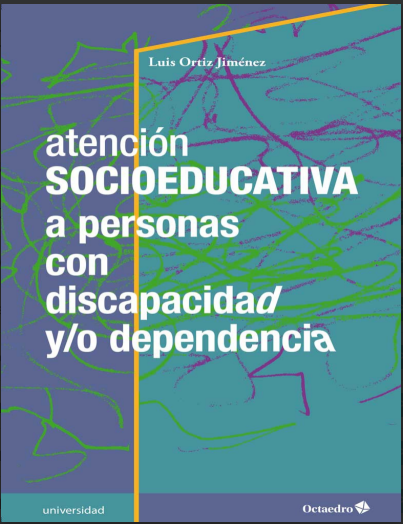 Luis Ortiz Jiménez
atención
SOCIOEDUCATIVA
a personas
con
discapacidad
y/o dependencia
universidad
Octaedro